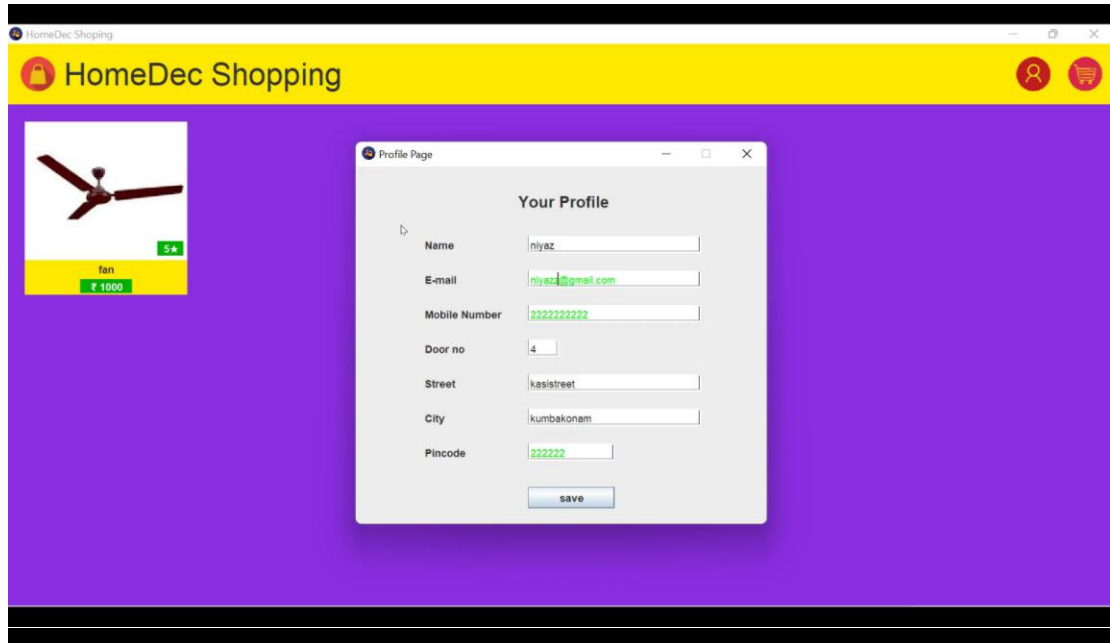 HomeDec Shoping
HomeDec Shopping
5★
fan
₹ 1000
Profile Page
Your Profile
Name niyaz
E-mail niyazz@gmail.com
Mobile Number 2222222222
Door no 4
Street kasistreet
City kumbakonam
Pincode 222222
save